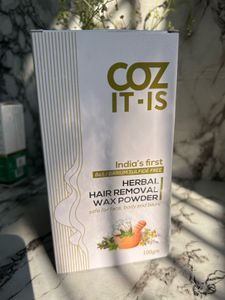 COZ
IT-IS
India's first
BaS / BARIUM SULFIDE FREE
HERBAL
HAIR REMOVAL
WAX POWDER
safe for face, body and bikini
100gm